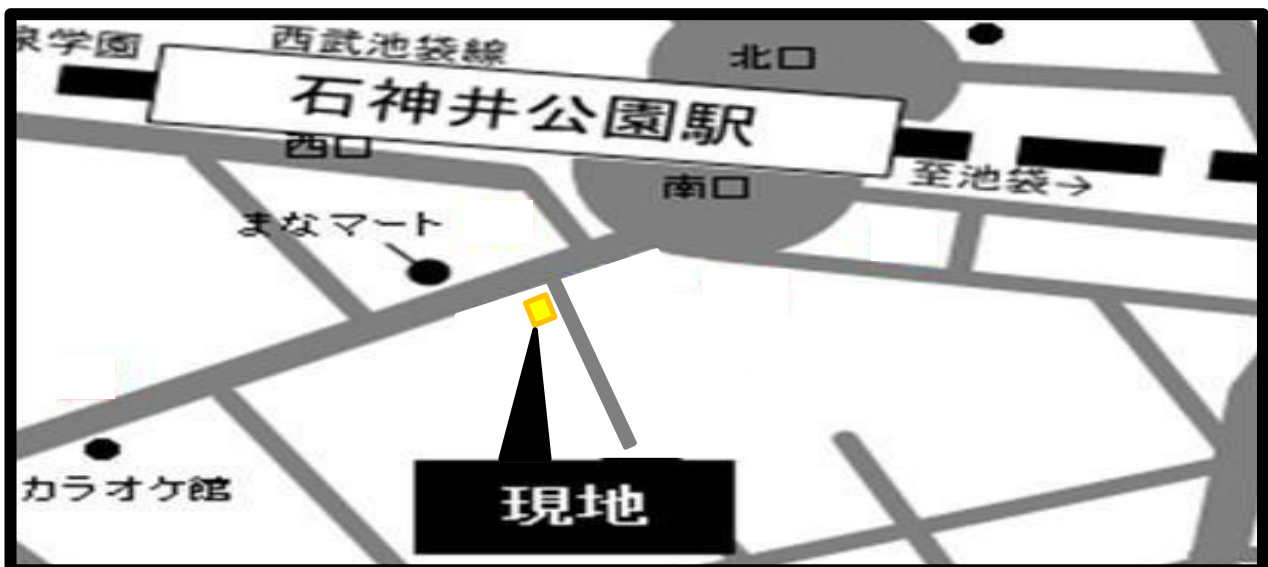 泉学園
西武池袋線
北口
石神井公園駅
西口
南口
至池袋→
まなマート
カラオケ館
現地